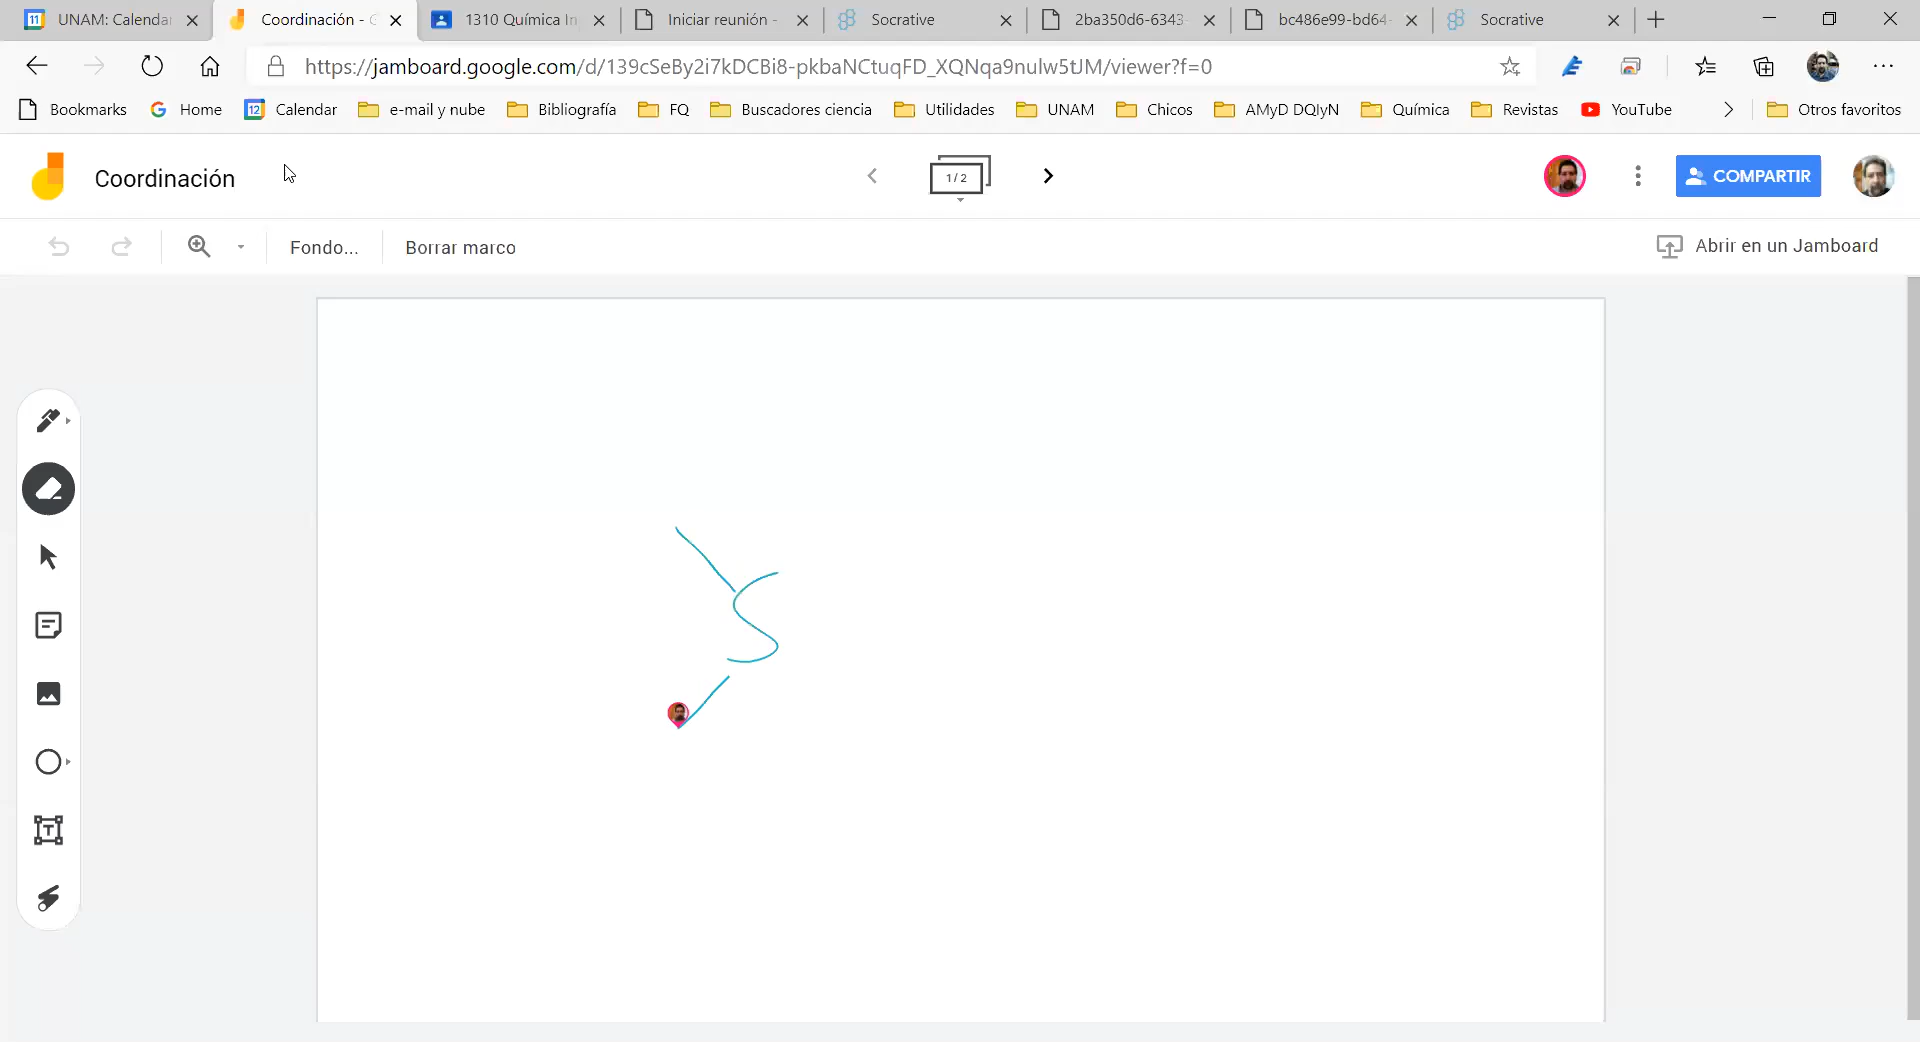 UNAM: Calenda
Coordinación - G
1310 Química In
Iniciar reunión -
Socrative
2ba350d6-6343-
bc486e99-bd64-
Socrative
https://jamboard.google.com/d/139cSeBy2i7kDCBi8-pkbaNCtuqFD_XQNqa9nulw5tJM/viewer?f=0
Bookmarks
Home
Calendar
e-mail y nube
Bibliografía
FQ
Buscadores ciencia
Utilidades
UNAM
Chicos
AMyD DQIyN
Química
Revistas
YouTube
Otros favoritos
Coordinación
1 / 2
COMPARTIR
Fondo...
Borrar marco
Abrir en un Jamboard
S